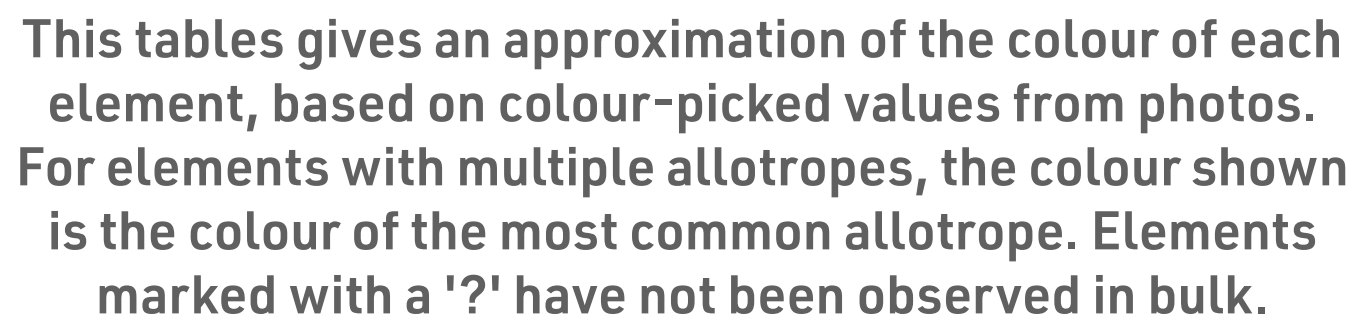 This tables gives an approximation of the colour of each
element, based on colour-picked values from photos.
For elements with multiple allotropes, the colour shown
is the colour of the most common allotrope. Elements
marked with a '?' have not been observed in bulk.